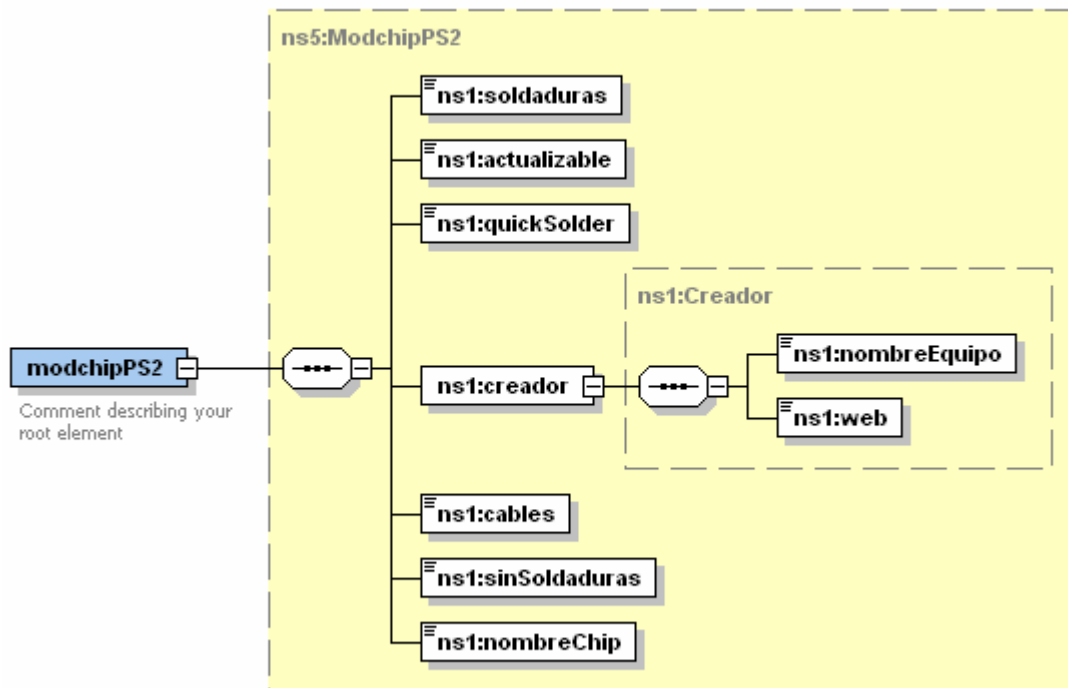 ns5:ModchipPS2
ns1:soldaduras
ns1:actualizable
ns1:quickSolder
ns1:Creador
modchipPS2
ns1:creador
ns1:nombreEquipo
ns1:web
Comment describing your
root element
ns1:cables
ns1:sinSoldaduras
ns1:nombreChip